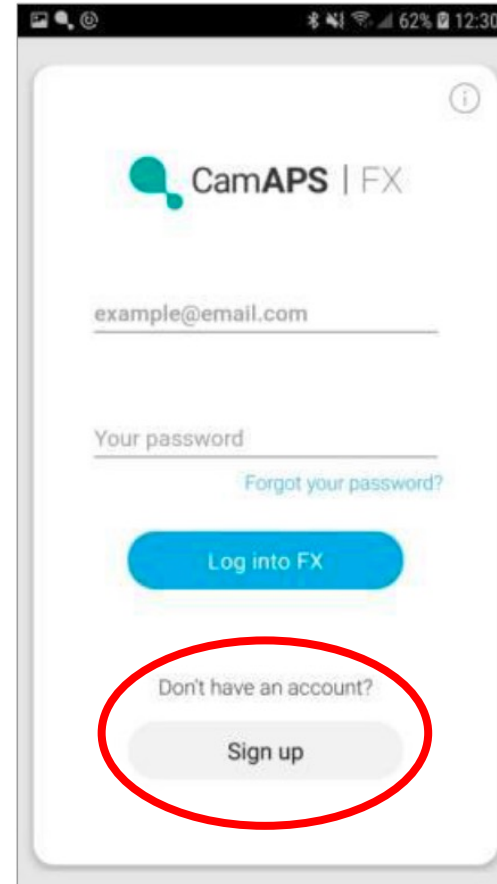 62% 12:30
CamAPS | FX
example@email.com
Your password
Forgot your password?
Log into FX
Don't have an account?
Sign up